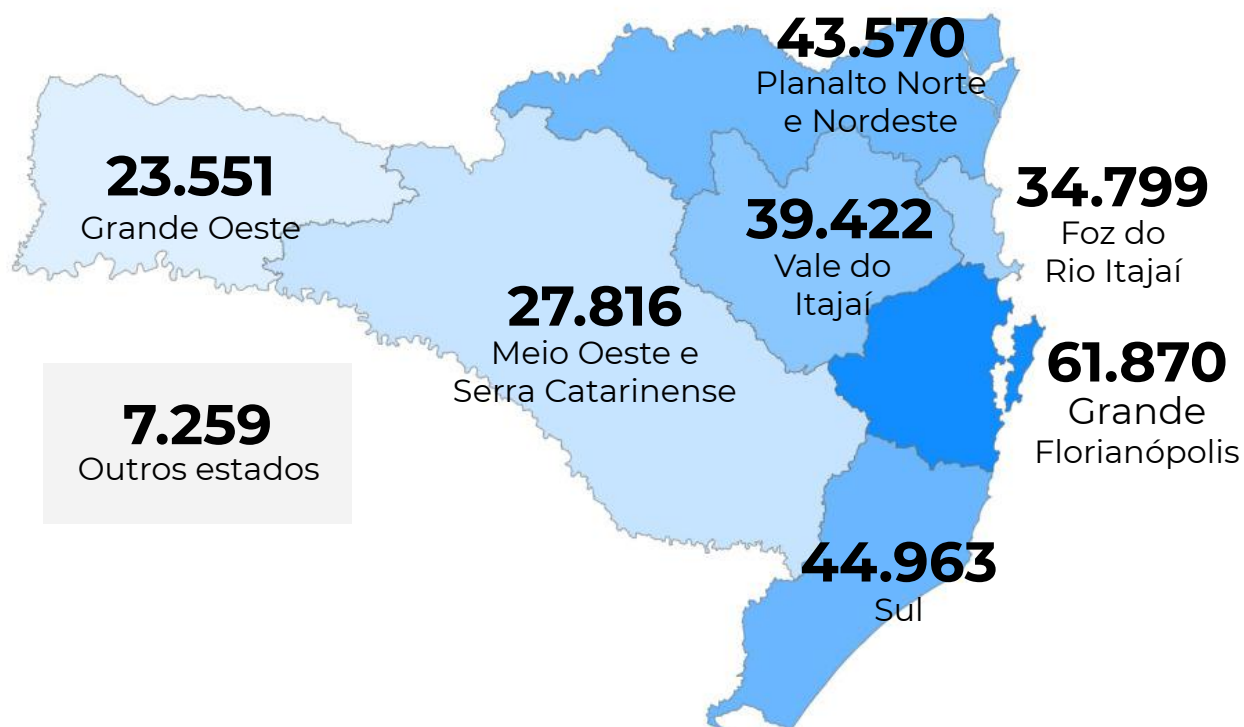 43.570
Planalto Norte
e Nordeste
23.551
Grande Oeste
34.799
Foz do
Rio Itajaí
39.422
Vale do
Itajaí
27.816
Meio Oeste e
Serra Catarinense
61.870
Grande
Florianópolis
7.259
Outros estados
44.963
Sul